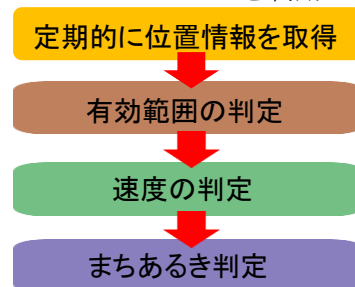 定期的に位置情報を取得
有効範囲の判定
速度の判定
まちあるき判定